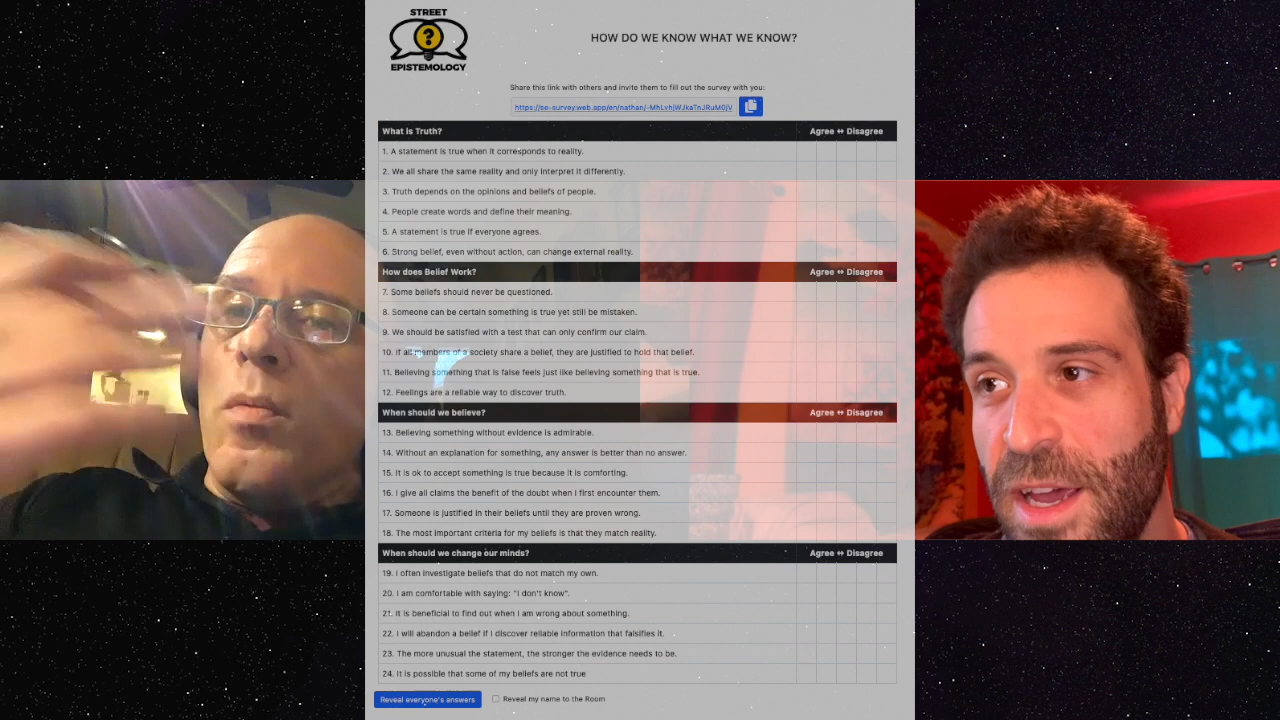 STREET
?
EPISTEMOLOGY
HOW DO WE KNOW WHAT WE KNOW?
Share this link with others and invite them to fill out the survey with you:
https://se-survey.web.app/en/nathan/-MhLvhjWJkaTnJRuM0jV
What is Truth? Agree ↔ Disagree
1. A statement is true when it corresponds to reality.
2. We all share the same reality and only interpret it differently.
3. Truth depends on the opinions and beliefs of people.
4. People create words and define their meaning.
5. A statement is true if everyone agrees.
6. Strong belief, even without action, can change external reality.
How does Belief Work? Agree ↔ Disagree
7. Some beliefs should never be questioned.
8. Someone can be certain something is true yet still be mistaken.
9. We should be satisfied with a test that can only confirm our claim.
10. If all members of a society share a belief, they are justified to hold that belief.
11. Believing something that is false feels just like believing something that is true.
12. Feelings are a reliable way to discover truth.
When should we believe? Agree ↔ Disagree
13. Believing something without evidence is admirable.
14. Without an explanation for something, any answer is better than no answer.
15. It is ok to accept something is true because it is comforting.
16. I give all claims the benefit of the doubt when I first encounter them.
17. Someone is justified in their beliefs until they are proven wrong.
18. The most important criteria for my beliefs is that they match reality.
When should we change our minds? Agree ↔ Disagree
19. I often investigate beliefs that do not match my own.
20. I am comfortable with saying: "I don't know".
21. It is beneficial to find out when I am wrong about something.
22. I will abandon a belief if I discover reliable information that falsifies it.
23. The more unusual the statement, the stronger the evidence needs to be.
24. It is possible that some of my beliefs are not true
Reveal everyone's answers Reveal my name to the Room